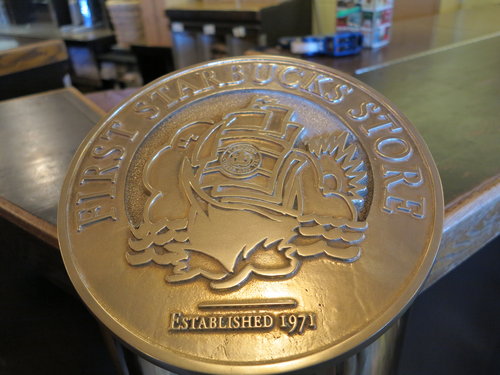 FIRST STARBUCKS STORE
ESTABLISHED 1971